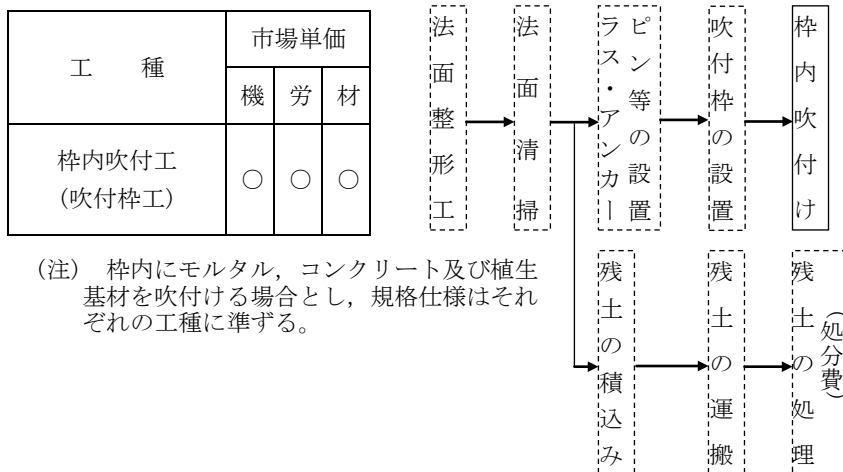 工　種
市場単価
機 労 材
枠内吹付工
(吹付枠工)
○ ○ ○
(注)　枠内にモルタル，コンクリート及び植生
基材を吹付ける場合とし，規格仕様はそれ
ぞれの工種に準ずる。
法面整形工
法面清掃
ラス・アンカー
ピン等の設置
吹付枠の設置
枠内吹付け
残土の積込み
残土の運搬
残土の処理
(処分費)